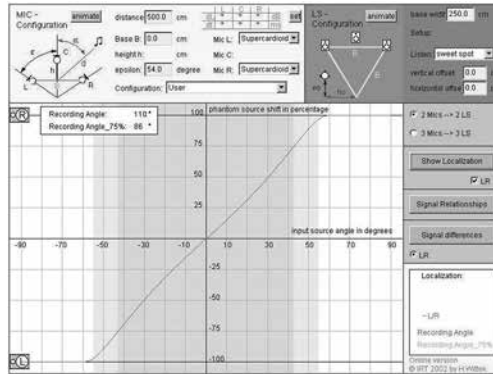 MIC - Configuration
animate
distance 500.0 cm
set
Base B: 0.0 cm
Mic L: Supercardioid
height h: cm
Mic C:
epsilon: 54.0 degree
Mic R: Supercardioid
Configuration: User
L
C
R
LS - Configuration
animate
base width 250.0 cm
Setup:
Listen: sweet spot
vertical offset 0.0
horizontal offset 0.0 cm
B
B
R
Recording Angle: 110 °
Recording Angle_75%: 86 °
phantom source shift in percentage
100
75
50
25
input source angle in degrees
-90 -70 -50 -30 -10 10 30 50 70 90
-25
-50
-75
-100
L
2 Mics --> 2 LS
3 Mics --> 3 LS
Show Localization
LR
Signal Relationships
Signal differences
LR
Localization:
- L/R
Recording Angle
Recording Angle_75%
Online version
© IRT 2002 by H.Wittek